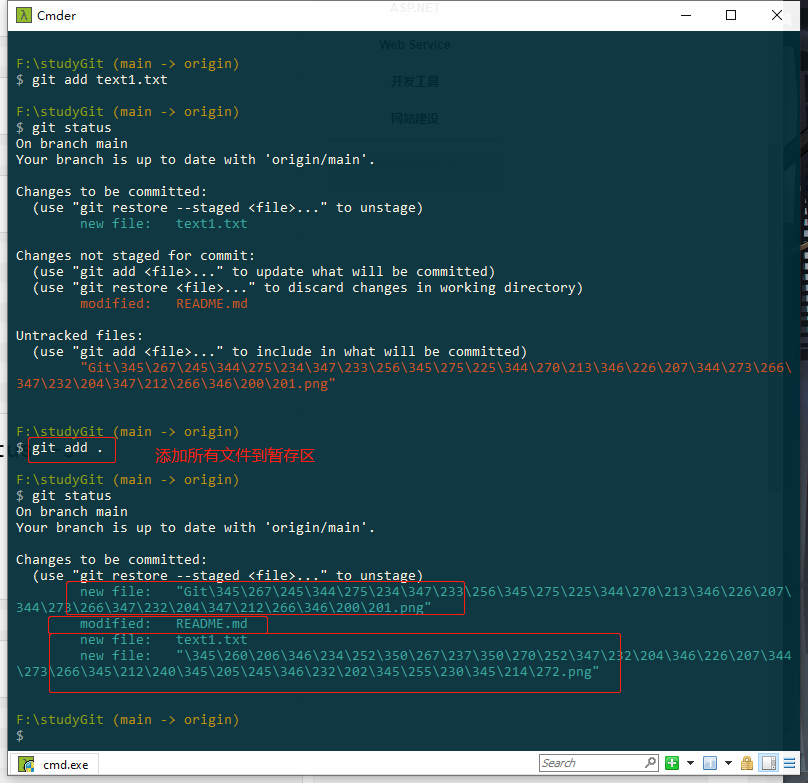 ASP.NET
Cmder
Web Service
开发工具
网站建设
F:\studyGit (main -> origin)
$ git add text1.txt
F:\studyGit (main -> origin)
$ git status
On branch main
Your branch is up to date with 'origin/main'.
Changes to be committed:
(use "git restore --staged <file>..." to unstage)
new file:   text1.txt
Changes not staged for commit:
(use "git add <file>..." to update what will be committed)
(use "git restore <file>..." to discard changes in working directory)
modified:   README.md
Untracked files:
(use "git add <file>..." to include in what will be committed)
"Git\345\267\245\344\275\234\347\233\256\345\275\225\344\270\213\346\226\207\344\273\266\
347\232\204\347\212\266\346\200\201.png"
F:\studyGit (main -> origin)
$ git add .
添加所有文件到暂存区
F:\studyGit (main -> origin)
$ git status
On branch main
Your branch is up to date with 'origin/main'.
Changes to be committed:
(use "git restore --staged <file>..." to unstage)
new file:   "Git\345\267\245\344\275\234\347\233\256\345\275\225\344\270\213\346\226\207\
344\273\266\347\232\204\347\212\266\346\200\201.png"
modified:   README.md
new file:   text1.txt
new file:   "\345\260\206\346\234\252\350\267\237\350\270\252\347\232\204\346\226\207\344
\273\266\345\212\240\345\205\245\346\232\202\345\255\230\345\214\272.png"
F:\studyGit (main -> origin)
$
cmd.exe
Search